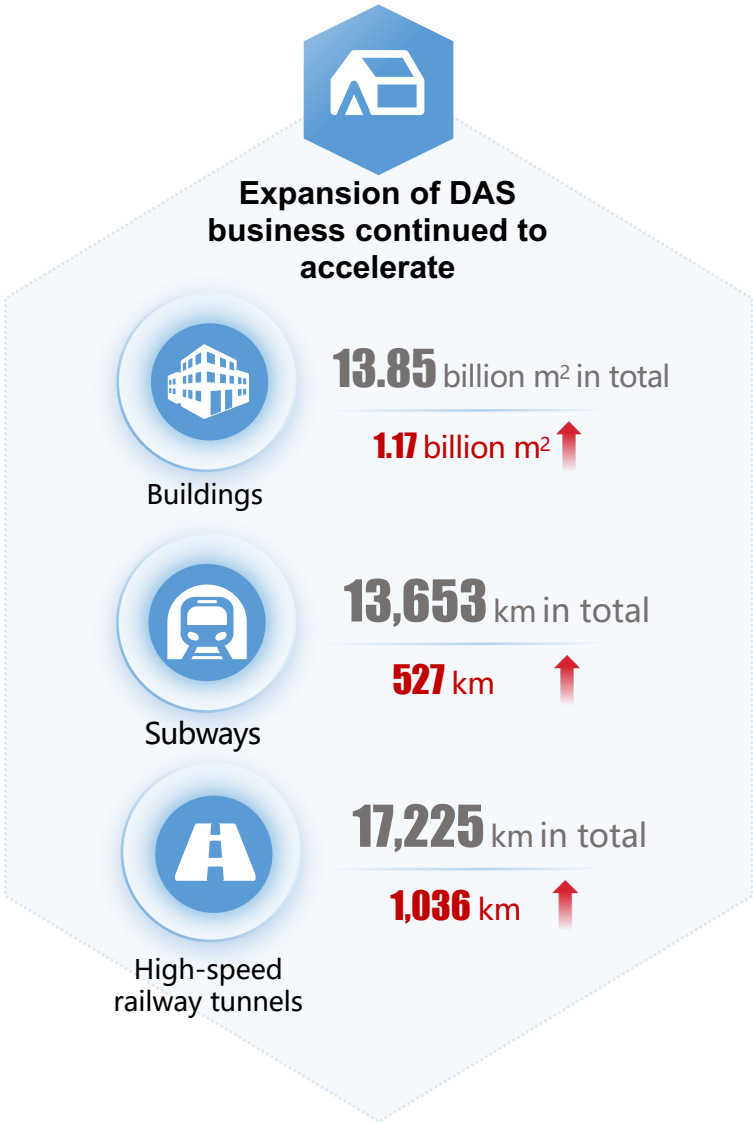 Expansion of DAS
business continued to
accelerate
13.85 billion m² in total
1.17 billion m²
Buildings
13,653 km in total
527 km
Subways
17,225 km in total
1,036 km
High-speed
railway tunnels